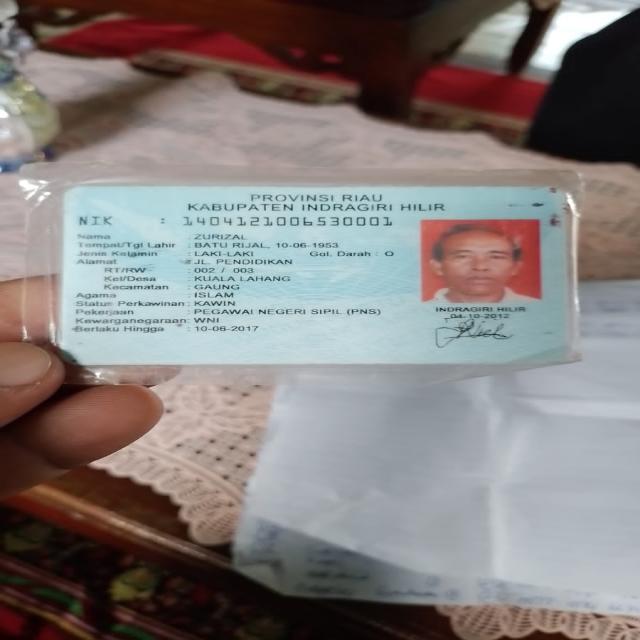 PROVINSI RIAU
KABUPATEN INDRAGIRI HILIR
NIK : 1404121006530001
Nama : ZURIZAL
Tempat/Tgl Lahir : BATU RIJAL, 10-06-1953
Jenis Kelamin : LAKI-LAKI Gol. Darah : O
Alamat : JL. PENDIDIKAN
RT/RW : 002 / 003
Kel/Desa : KUALA LAHANG
Kecamatan : GAUNG
Agama : ISLAM
Status Perkawinan : KAWIN
Pekerjaan : PEGAWAI NEGERI SIPIL (PNS)
Kewarganegaraan : WNI
Berlaku Hingga : 10-06-2017
INDRAGIRI HILIR
04-10-2012